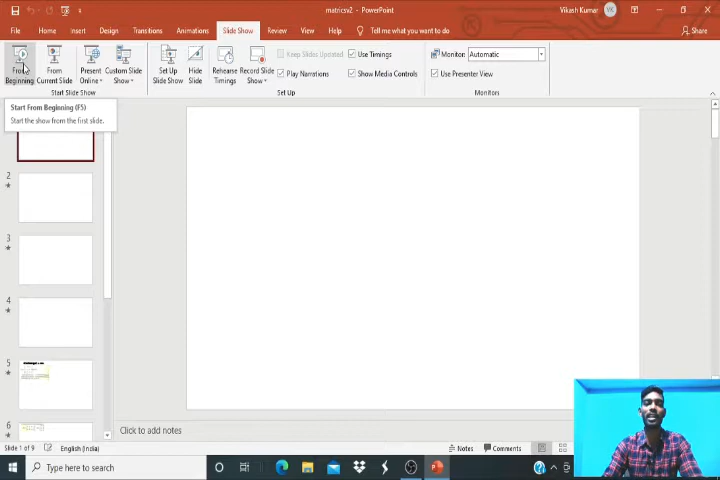 matricsv2 - PowerPoint
Vikash Kumar
VK
File
Home
Insert
Design
Transitions
Animations
Slide Show
Review
View
Help
Tell me what you want to do
Share
From
Beginning
From
Current Slide
Present
Online
Custom Slide
Show
Set Up
Slide Show
Hide
Slide
Rehearse
Timings
Record Slide
Show
Keep Slides Updated
Play Narrations
Use Timings
Show Media Controls
Monitor:
Automatic
Use Presenter View
Start Slide Show
Set Up
Monitors
Start From Beginning (F5)
Start the show from the first slide.
2
3
4
5
6
Click to add notes
Slide 1 of 9
English (India)
Notes
Comments
Type here to search